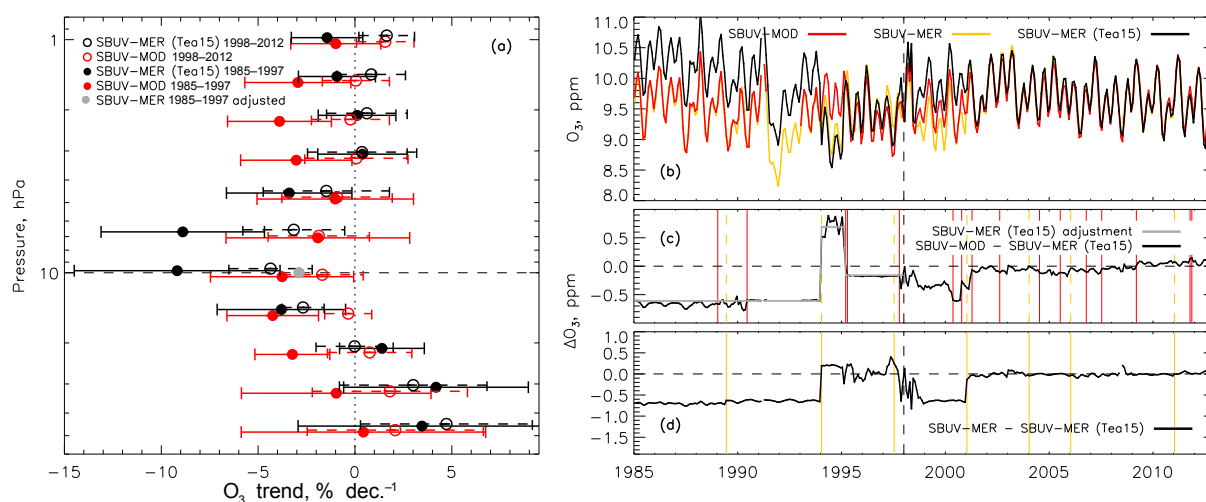 (a)
SBUV-MER (Tea15) 1998-2012
SBUV-MOD 1998-2012
SBUV-MER (Tea15) 1985-1997
SBUV-MOD 1985-1997
SBUV-MER 1985-1997 adjusted
Pressure, hPa
1
10
-15
-10
-5
0
5
O3 trend, % dec.-1
SBUV-MOD
SBUV-MER
SBUV-MER (Tea15)
O3, ppm
11.0
10.5
10.0
9.5
9.0
8.5
8.0
(b)
(c)
SBUV-MER (Tea15) adjustment
SBUV-MOD - SBUV-MER (Tea15)
0.5
0.0
-0.5
ΔO3, ppm
1.0
0.5
0.0
-0.5
-1.0
-1.5
(d)
SBUV-MER - SBUV-MER (Tea15)
1985
1990
1995
2000
2005
2010